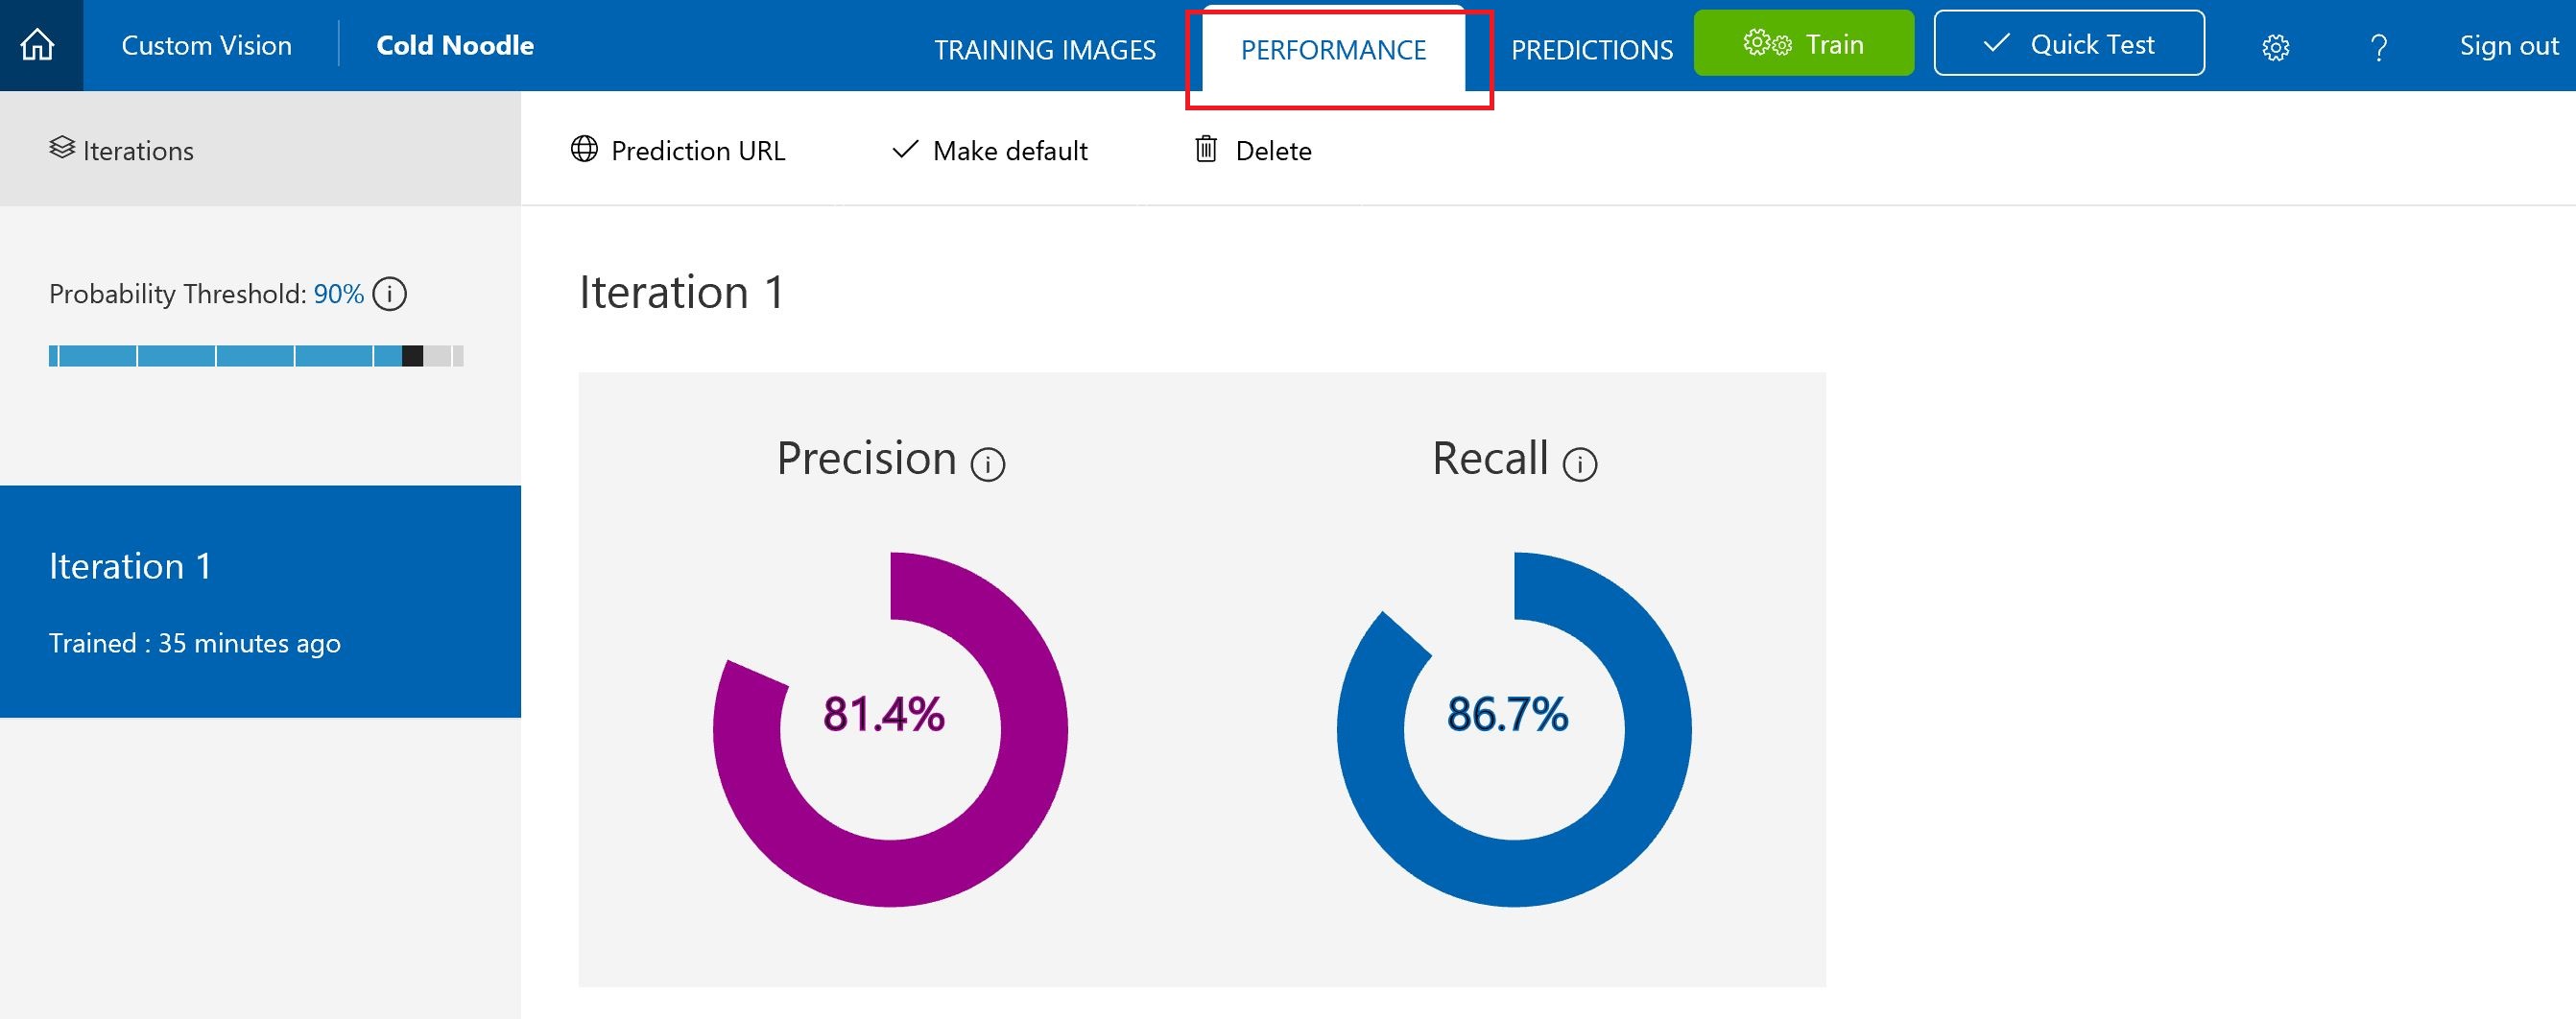 Custom Vision
Cold Noodle
TRAINING IMAGES
PERFORMANCE
PREDICTIONS
Train
Quick Test
?
Sign out
Iterations
Prediction URL
Make default
Delete
Probability Threshold: 90%
Iteration 1
Trained : 35 minutes ago
Iteration 1
Precision
Recall
81.4%
86.7%